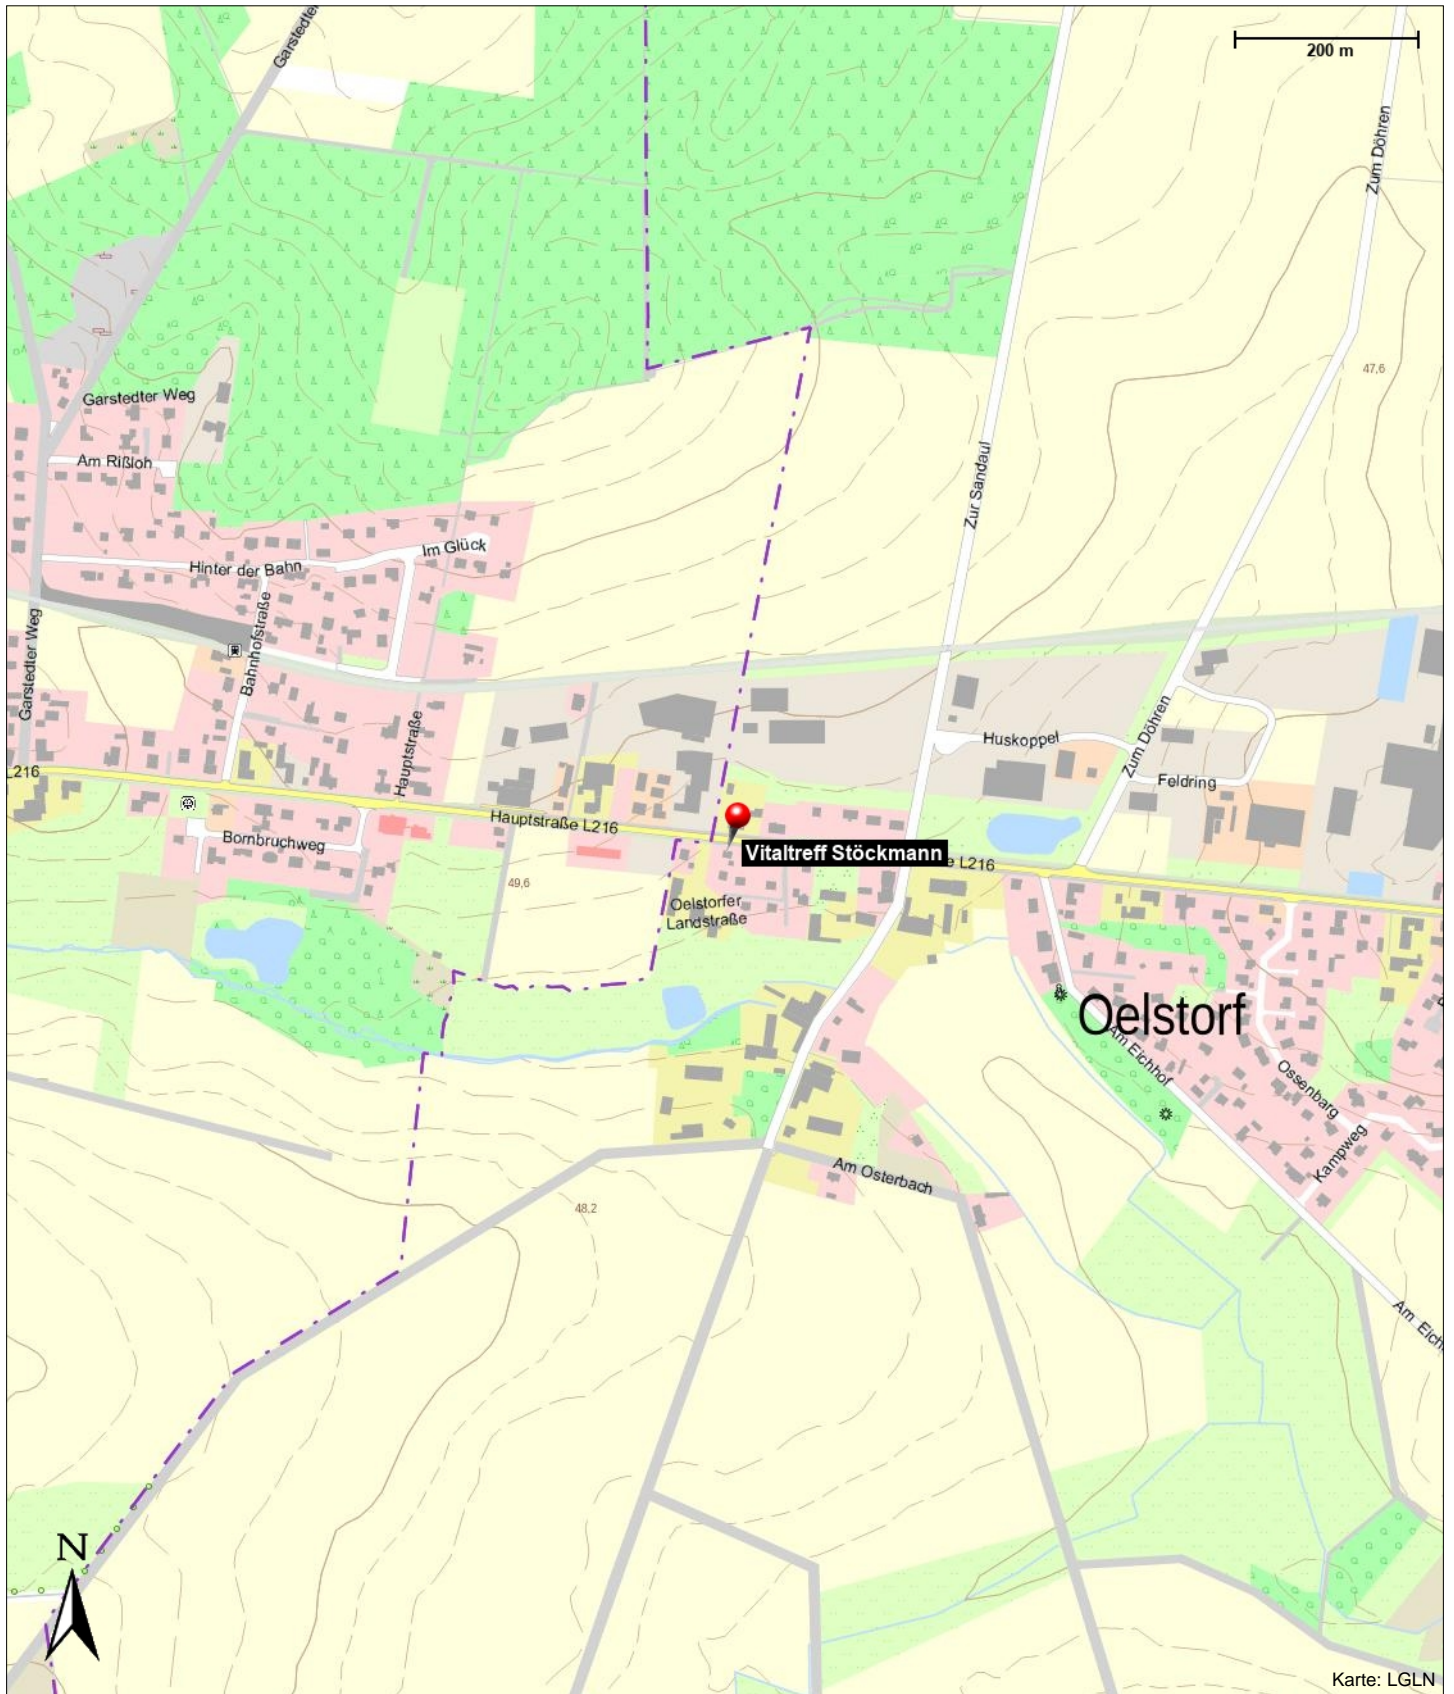 Garstedter
200 m
Zum Döhren
47,6
Garstedter Weg
Am Rißloh
Zur Sandaul
Im Glück
Hinter der Bahn
Bahnhofstraße
Garstedter Weg
Hauptstraße
Huskoppel
Zum Döhren
Feldring
L216
Hauptstraße L216
Bornbruchweg
Vitaltreff Stöckmann
e L216
49,6
Oelstorfer
Landstraße
Oelstorf
Am Eichhof
Ossenbarg
Kampweg
Am Osterbach
48,2
Am Eich
N
Karte: LGLN